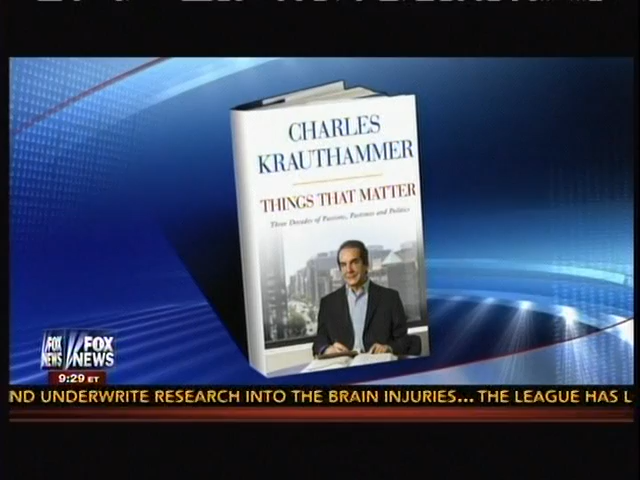 CHARLES
KRAUTHAMMER
THINGS THAT MATTER
Three Decades of Passions, Pastimes and Politics
FOX
NEWS
FOX
NEWS
9:29 ET
ND UNDERWRITE RESEARCH INTO THE BRAIN INJURIES... THE LEAGUE HAS L